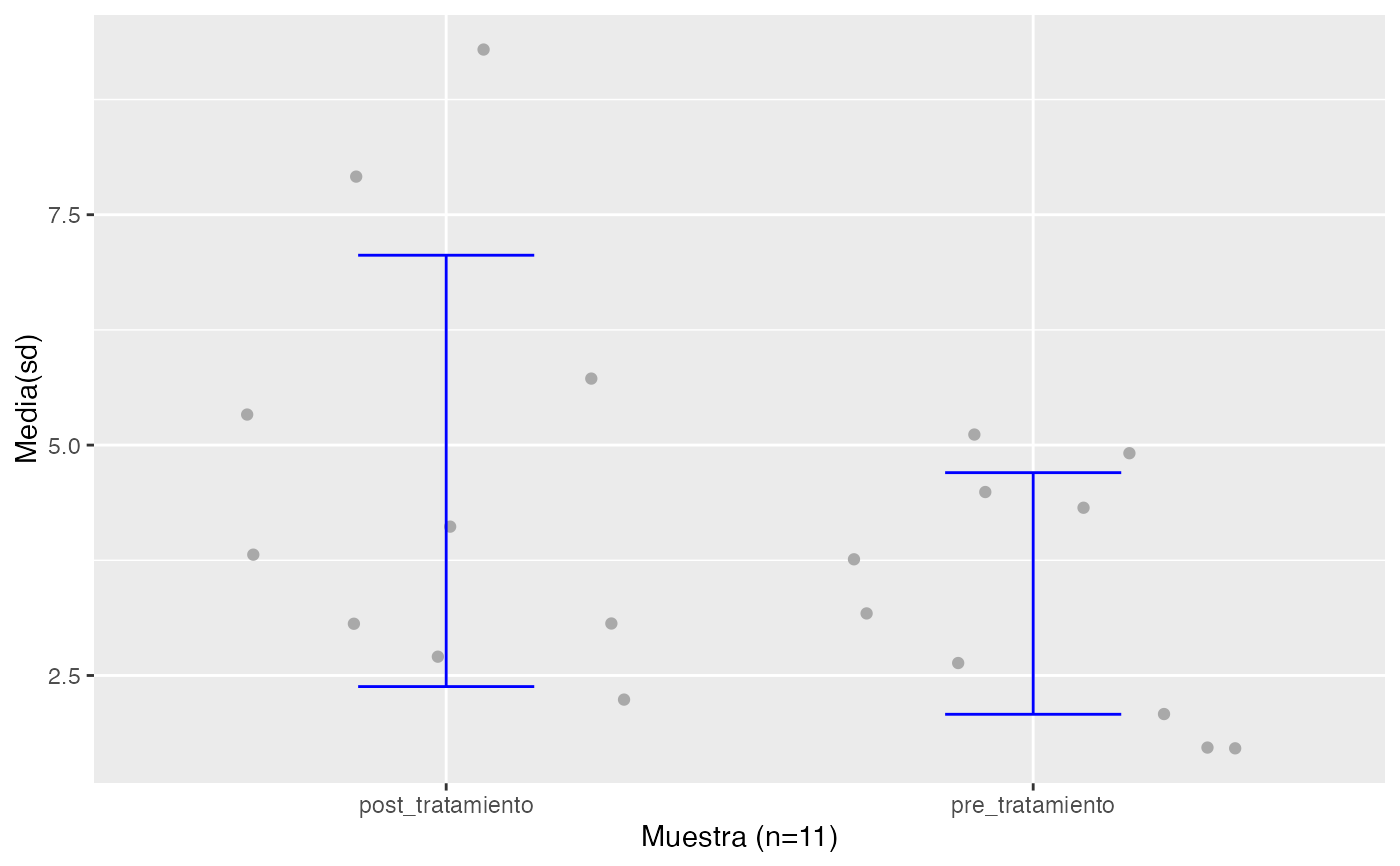 Media(sd)
7.5
5.0
2.5
post_tratamiento
pre_tratamiento
Muestra (n=11)